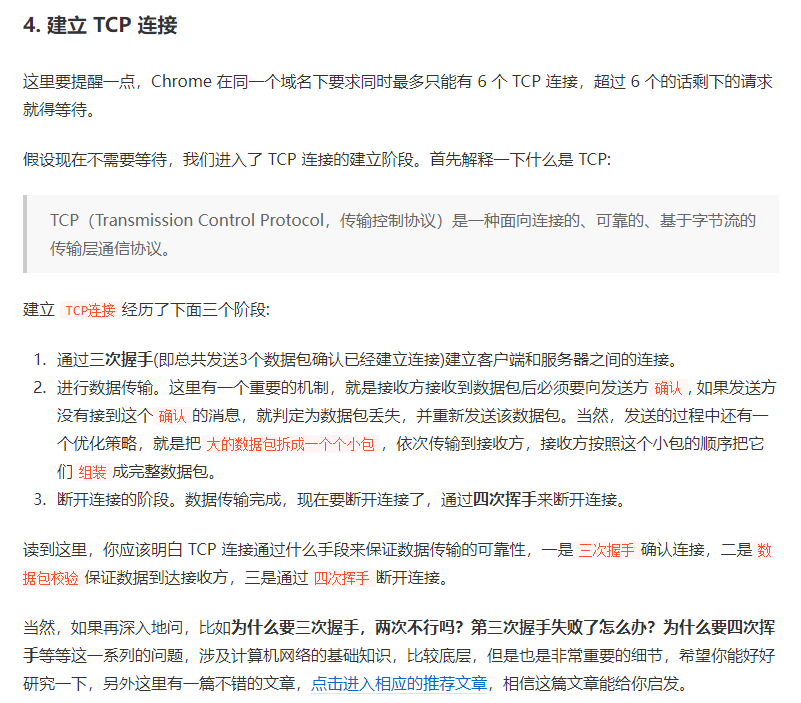 4. 建立 TCP 连接
这里要提醒一点，Chrome 在同一个域名下要求同时最多只能有 6 个 TCP 连接，超过 6 个的话剩下的请求
就得等待。
假设现在不需要等待，我们进入了 TCP 连接的建立阶段。首先解释一下什么是 TCP:
TCP（Transmission Control Protocol，传输控制协议）是一种面向连接的、可靠的、基于字节流的
传输层通信协议。
建立 TCP连接 经历了下面三个阶段:
1. 通过三次握手(即总共发送3个数据包确认已经建立连接)建立客户端和服务器之间的连接。
2. 进行数据传输。这里有一个重要的机制，就是接收方接收到数据包后必须要向发送方 确认 , 如果发送方
没有接到这个 确认 的消息，就判定为数据包丢失，并重新发送该数据包。当然，发送的过程中还有一
个优化策略，就是把 大的数据包拆成一个个小包 ，依次传输到接收方，接收方按照这个小包的顺序把它
们 组装 成完整数据包。
3. 断开连接的阶段。数据传输完成，现在要断开连接了，通过四次挥手来断开连接。
读到这里，你应该明白 TCP 连接通过什么手段来保证数据传输的可靠性，一是 三次握手 确认连接，二是 数
据包校验 保证数据到达接收方，三是通过 四次挥手 断开连接。
当然，如果再深入地问，比如为什么要三次握手，两次不行吗？第三次握手失败了怎么办？为什么要四次挥
手等等这一系列的问题，涉及计算机网络的基础知识，比较底层，但是也是非常重要的细节，希望你能好好
研究一下，另外这里有一篇不错的文章，点击进入相应的推荐文章，相信这篇文章能给你启发。